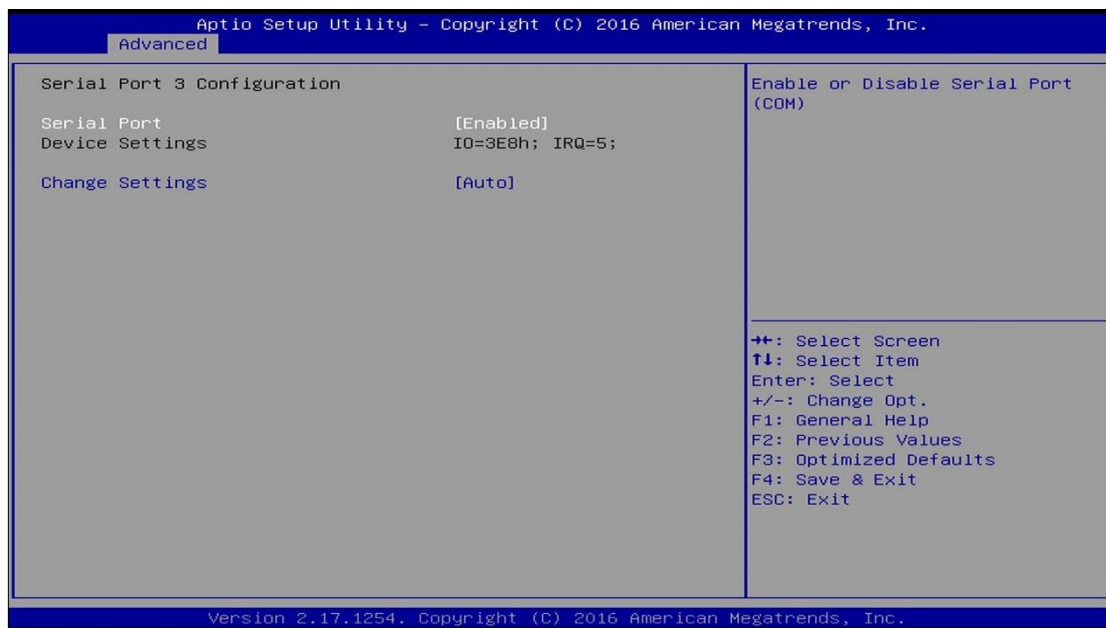 Aptio Setup Utility – Copyright (C) 2016 American Megatrends, Inc.
Advanced
Serial Port 3 Configuration
Serial Port [Enabled]
Device Settings IO=3E8h; IRQ=5;
Change Settings [Auto]
Enable or Disable Serial Port
(COM)
→←: Select Screen
↑↓: Select Item
Enter: Select
+/-: Change Opt.
F1: General Help
F2: Previous Values
F3: Optimized Defaults
F4: Save & Exit
ESC: Exit
Version 2.17.1254. Copyright (C) 2016 American Megatrends, Inc.